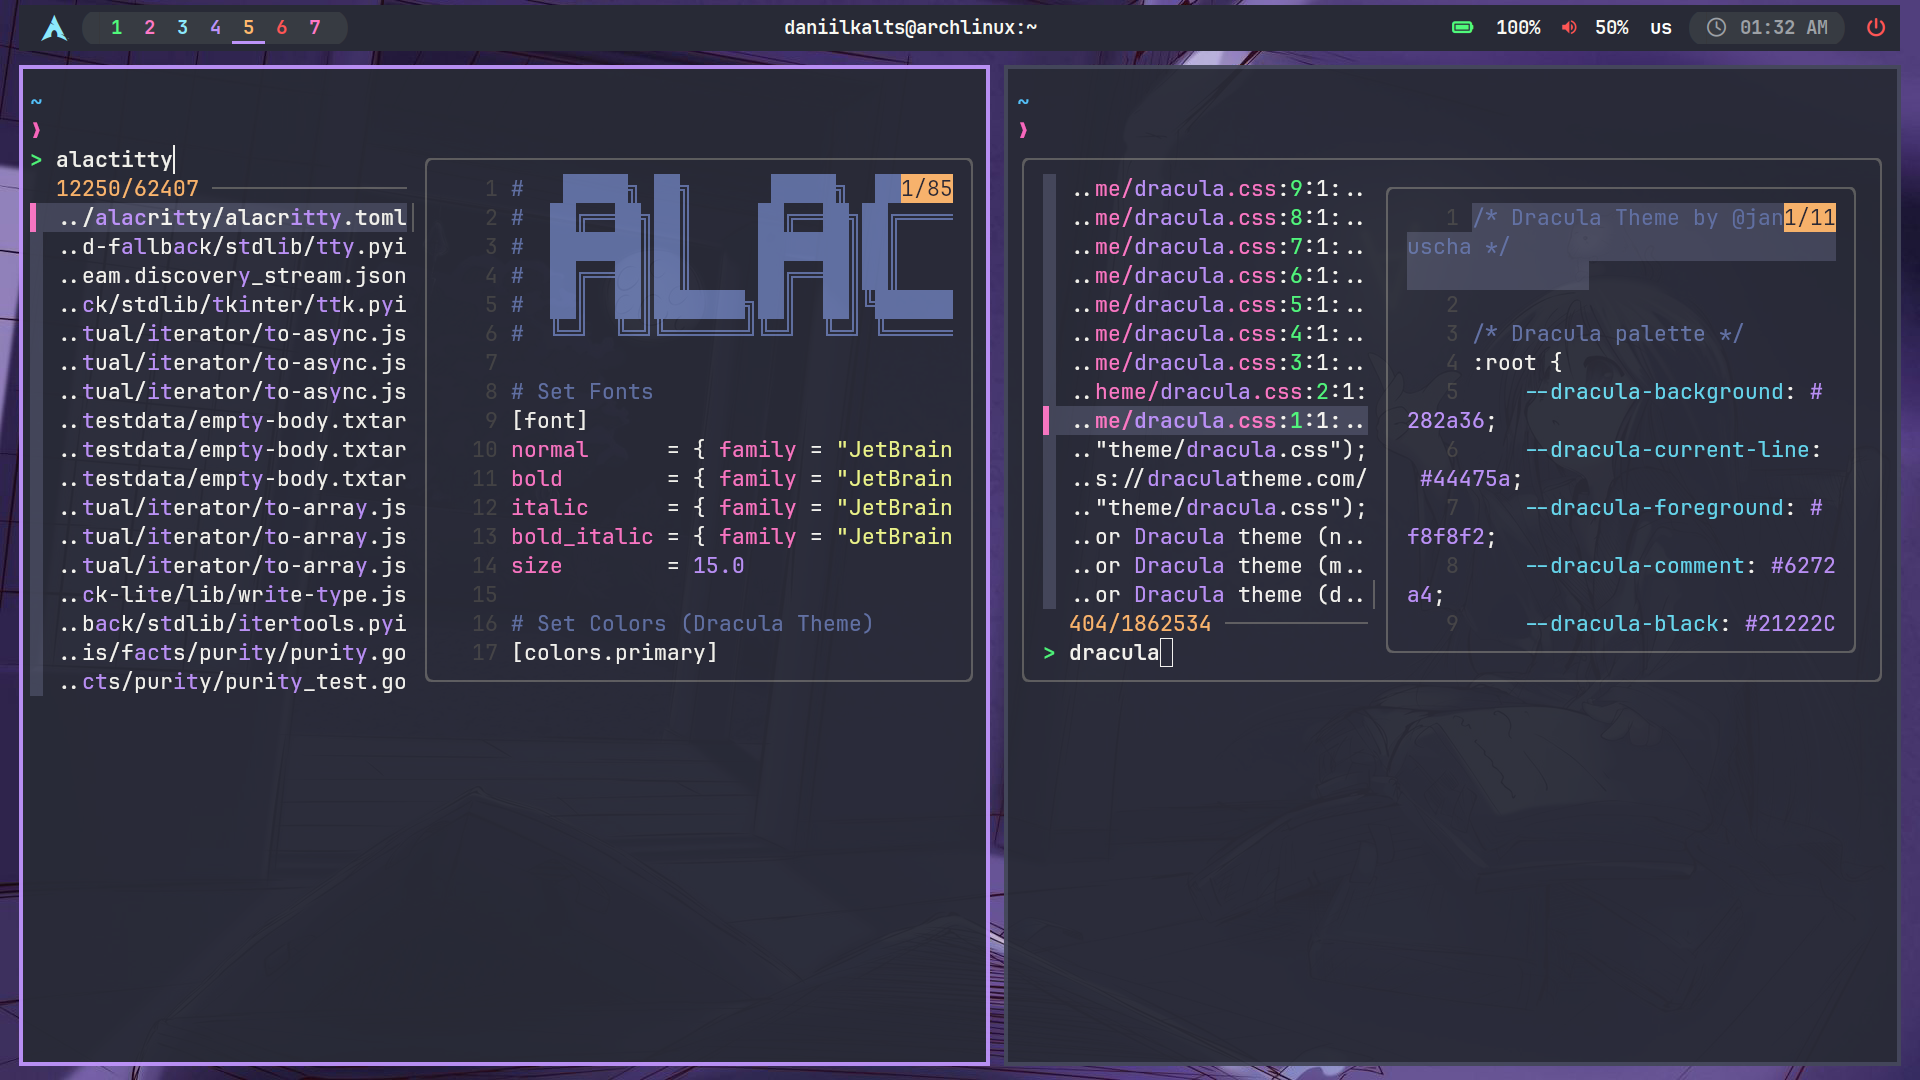 1 2 3 4 5 6 7
daniilkalts@archlinux:~
100% 50% us 01:32 AM
~
❱
> alactitty
12250/62407
../alacritty/alacritty.toml
..d-fallback/stdlib/tty.pyi
..eam.discovery_stream.json
..ck/stdlib/tkinter/ttk.pyi
..tual/iterator/to-async.js
..tual/iterator/to-async.js
..tual/iterator/to-async.js
..testdata/empty-body.txtar
..testdata/empty-body.txtar
..testdata/empty-body.txtar
..tual/iterator/to-array.js
..tual/iterator/to-array.js
..tual/iterator/to-array.js
..ck-lite/lib/write-type.js
..back/stdlib/itertools.pyi
..is/facts/purity/purity.go
..cts/purity/purity_test.go
1/85
ALAC
1 #
2 #
3 #
4 #
5 #
6 #
7
8 # Set Fonts
9 [font]
10 normal      = { family = "JetBrain
11 bold        = { family = "JetBrain
12 italic      = { family = "JetBrain
13 bold_italic = { family = "JetBrain
14 size        = 15.0
15
16 # Set Colors (Dracula Theme)
17 [colors.primary]
~
❱
..me/dracula.css:9:1:..
..me/dracula.css:8:1:..
..me/dracula.css:7:1:..
..me/dracula.css:6:1:..
..me/dracula.css:5:1:..
..me/dracula.css:4:1:..
..me/dracula.css:3:1:..
..heme/dracula.css:2:1:
..me/dracula.css:1:1:..
.."theme/dracula.css");
..s://draculatheme.com/
.."theme/dracula.css");
..or Dracula theme (n..
..or Dracula theme (m..
..or Dracula theme (d..
404/1862534
> dracula
1 /* Dracula Theme by @jan1/11
uscha */
2
3 /* Dracula palette */
4 :root {
5     --dracula-background: #
282a36;
6     --dracula-current-line:
#44475a;
7     --dracula-foreground: #
f8f8f2;
8     --dracula-comment: #6272
a4;
9     --dracula-black: #21222C